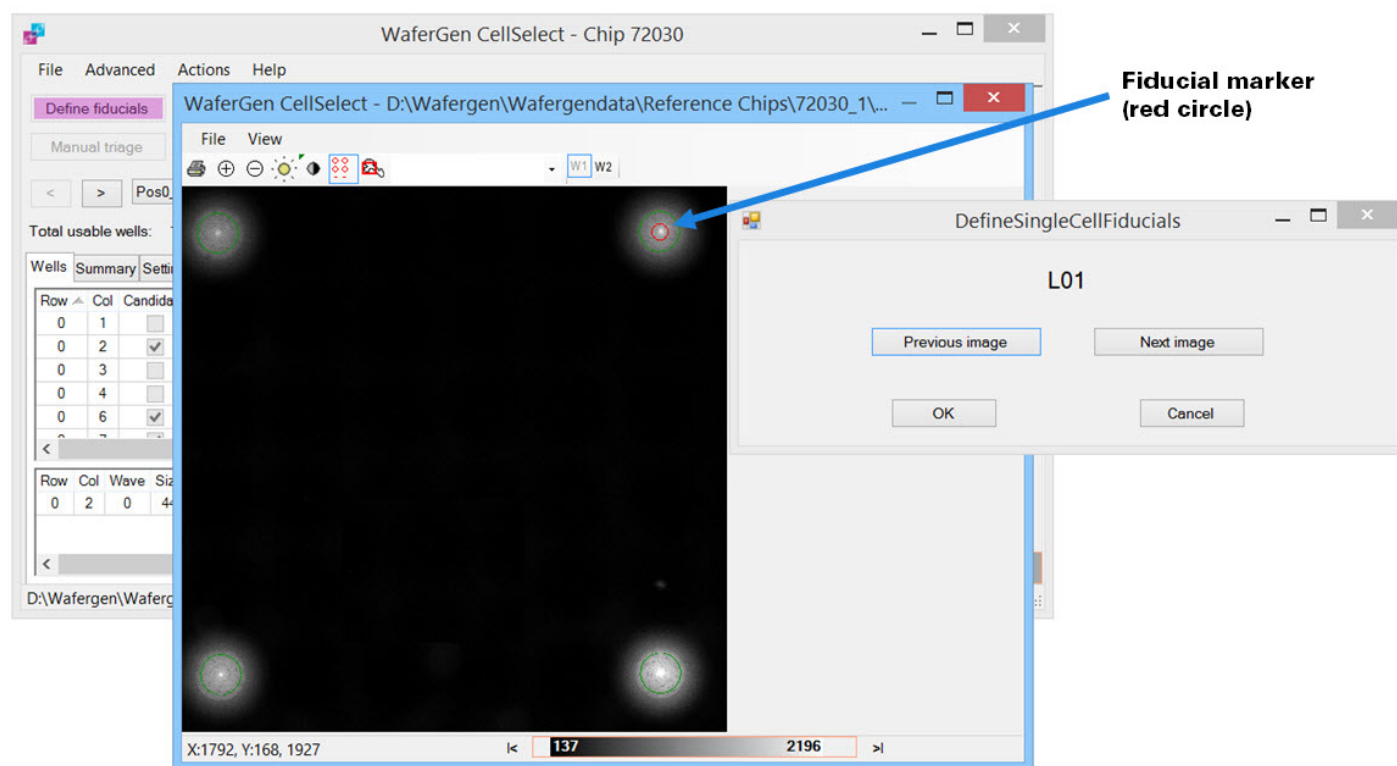 WaferGen CellSelect - Chip 72030
File Advanced Actions Help
Define fiducials
Manual triage
< > Pos0_
Total usable wells:
Wells Summary Setti
Row Col Candida
0 1
0 2
0 3
0 4
0 6
<
Row Col Wave Siz
0 2 0 44
<
D:\Wafergen\Waferg
WaferGen CellSelect - D:\Wafergen\Wafergendata\Reference Chips\72030_1\...
File View
W1 W2
X:1792, Y:168, 1927
137 2196
Fiducial marker
(red circle)
DefineSingleCellFiducials
L01
Previous image Next image
OK Cancel